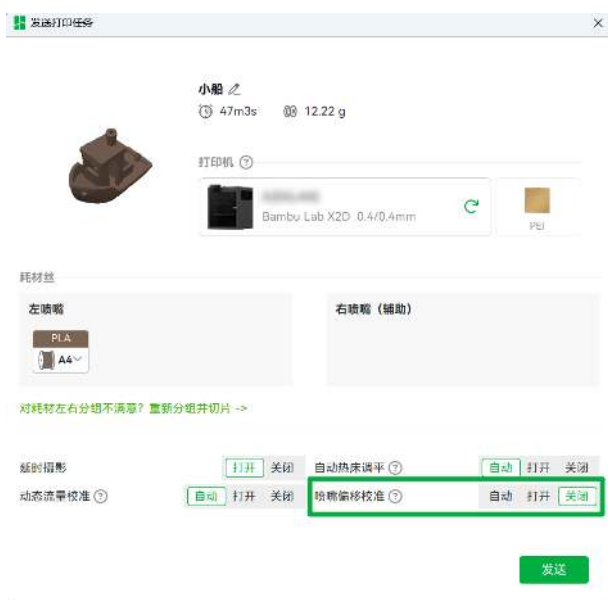 发送打印任务
小船
47m3s 12.22 g
打印机
Bambu Lab X2D 0.4/0.4mm
PEI
耗材丝
左喷嘴 右喷嘴（辅助）
PLA
A4
对耗材左右分组不满意？重新分组并切片 ->
延时摄影 打开 关闭 自动热床调平 自动 打开 关闭
动态流量校准 自动 打开 关闭 喷嘴偏移校准 自动 打开 关闭
发送